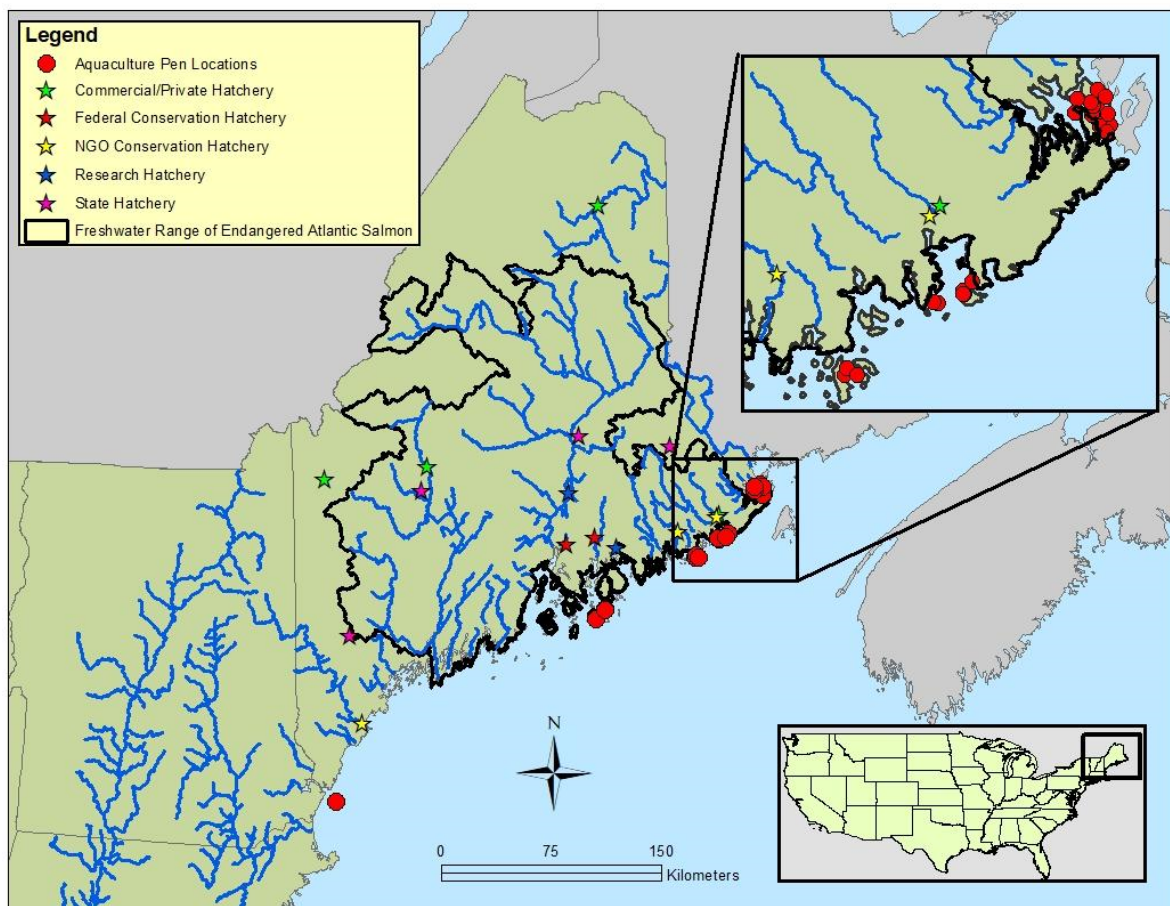 Legend
Aquaculture Pen Locations
Commercial/Private Hatchery
Federal Conservation Hatchery
NGO Conservation Hatchery
Research Hatchery
State Hatchery
Freshwater Range of Endangered Atlantic Salmon
N
0 75 150
Kilometers